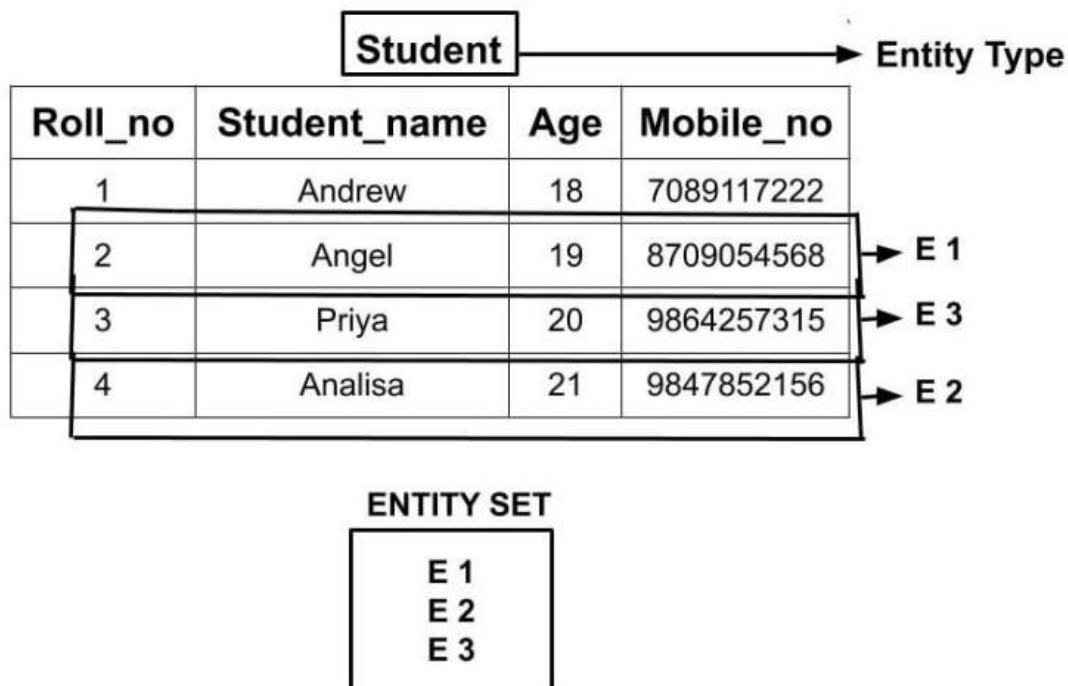 Student Entity Type
Roll_no Student_name Age Mobile_no
1 Andrew 18 7089117222
2 Angel 19 8709054568 E 1
3 Priya 20 9864257315 E 3
4 Analisa 21 9847852156 E 2
ENTITY SET
E 1
E 2
E 3